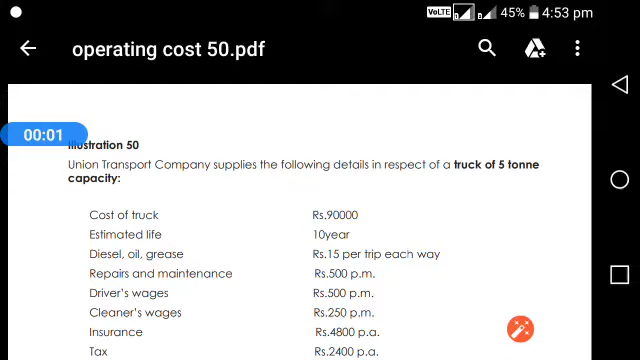 VoLTE 45% 4:53 pm
operating cost 50.pdf
00:01
Illustration 50
Union Transport Company supplies the following details in respect of a truck of 5 tonne
capacity:
Cost of truck Rs.90000
Estimated life 10year
Diesel, oil, grease Rs.15 per trip each way
Repairs and maintenance Rs.500 p.m.
Driver's wages Rs.500 p.m.
Cleaner's wages Rs.250 p.m.
Insurance Rs.4800 p.a.
Tax Rs.2400 p.a.